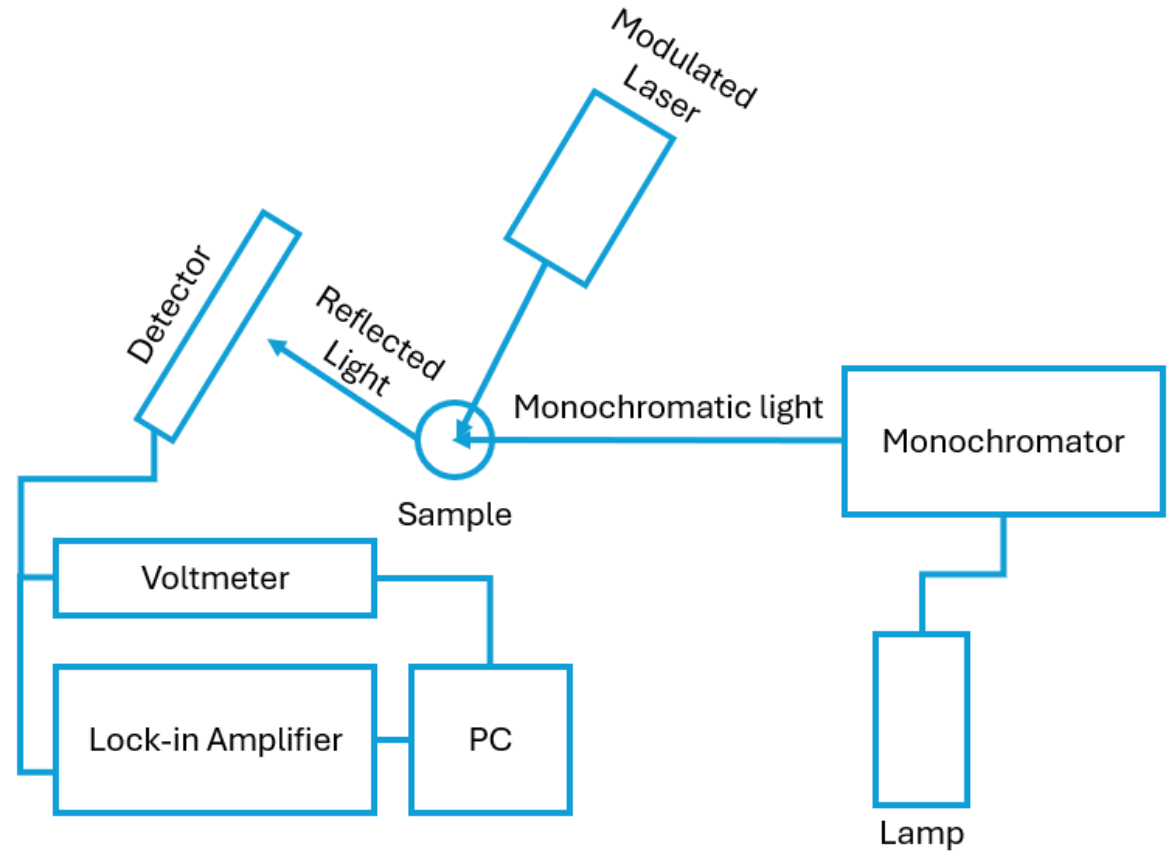 Modulated
Laser
Detector
Reflected
Light
Monochromatic light
Monochromator
Sample
Voltmeter
Lock-in Amplifier
PC
Lamp